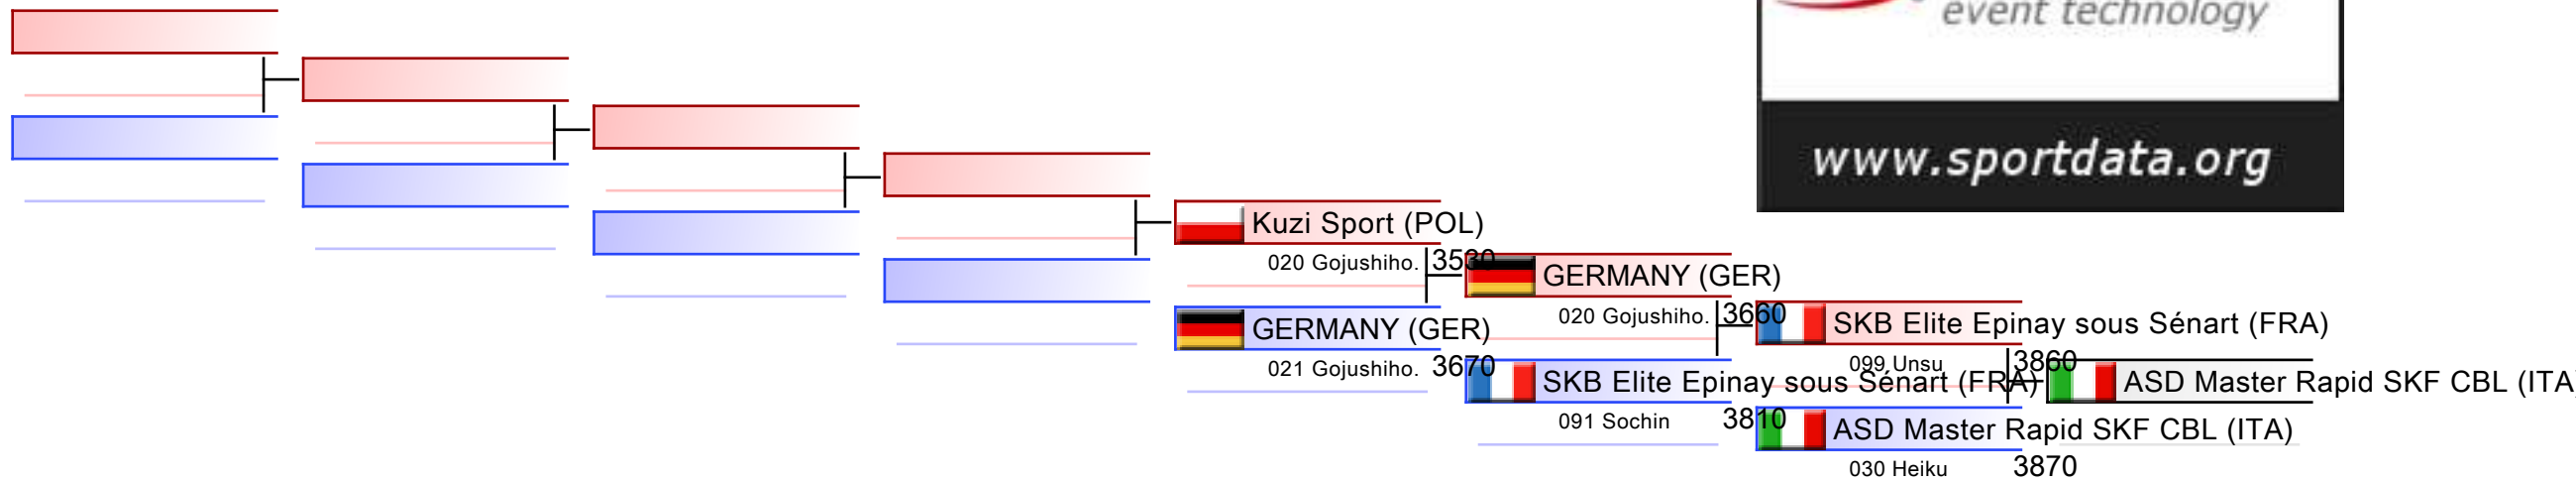 event technology
www.sportdata.org
Kuzi Sport (POL)
020 Gojushiho. 3530
GERMANY (GER)
021 Gojushiho. 3670
GERMANY (GER)
020 Gojushiho. 3660
SKB Elite Epinay sous Sénart (FRA)
091 Sochin 3810
SKB Elite Epinay sous Sénart (FRA)
099 Unsu 3860
ASD Master Rapid SKF CBL (ITA)
030 Heiku 3870
ASD Master Rapid SKF CBL (ITA)